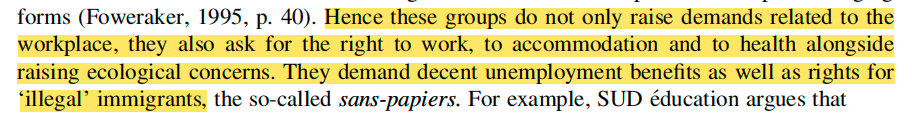 forms (Foweraker, 1995, p. 40). Hence these groups do not only raise demands related to the
workplace, they also ask for the right to work, to accommodation and to health alongside
raising ecological concerns. They demand decent unemployment benefits as well as rights for
‘illegal’ immigrants, the so-called sans-papiers. For example, SUD éducation argues that